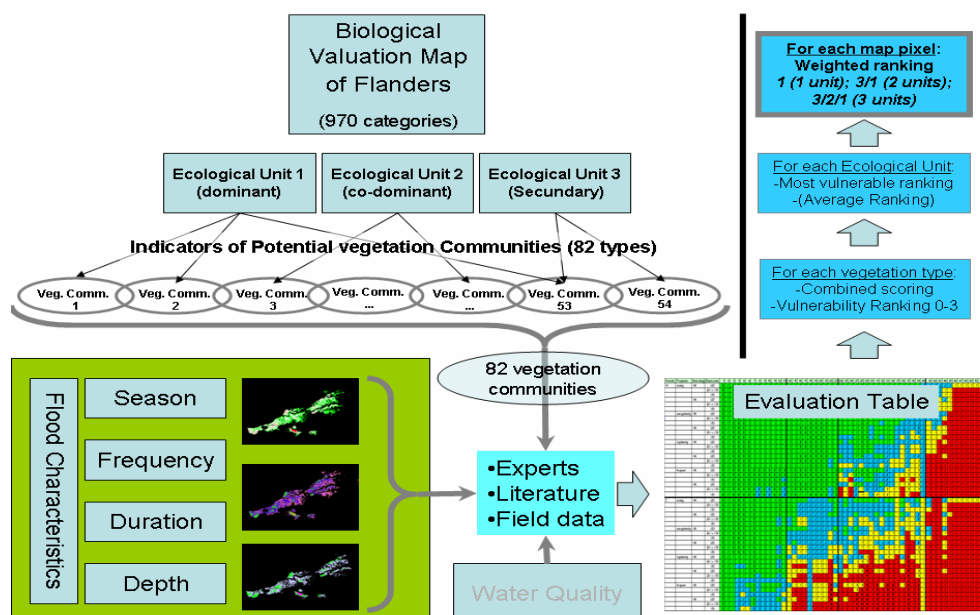 Biological
Valuation Map
of Flanders
(970 categories)
Ecological Unit 1
(dominant)
Ecological Unit 2
(co-dominant)
Ecological Unit 3
(Secundary)
Indicators of Potential vegetation Communities (82 types)
Veg. Comm.
1
Veg. Comm.
2
Veg. Comm.
3
Veg. Comm.
...
Veg. Comm.
...
Veg. Comm.
53
Veg. Comm.
54
82 vegetation
communities
Flood Characteristics
Season
Frequency
Duration
Depth
•Experts
•Literature
•Field data
Water Quality
For each map pixel:
Weighted ranking
1 (1 unit); 3/1 (2 units);
3/2/1 (3 units)
For each Ecological Unit:
-Most vulnerable ranking
-(Average Ranking)
For each vegetation type:
-Combined scoring
-Vulnerability Ranking 0-3
Evaluation Table